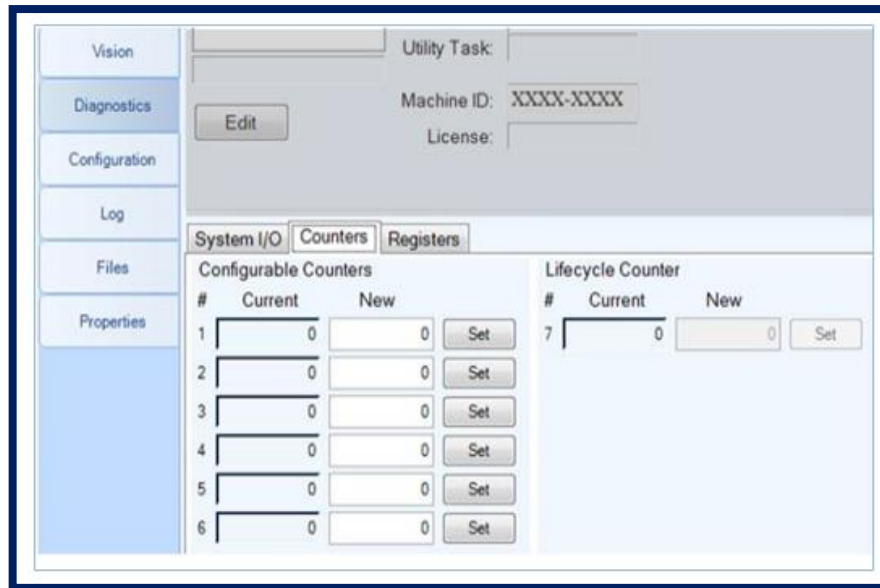 Vision
Diagnostics
Configuration
Log
Files
Properties
Utility Task:
Machine ID: XXXX-XXXX
Edit
License:
System I/O Counters Registers
Configurable Counters
# Current New
1 0 0 Set
2 0 0 Set
3 0 0 Set
4 0 0 Set
5 0 0 Set
6 0 0 Set
Lifecycle Counter
# Current New
7 0 0 Set